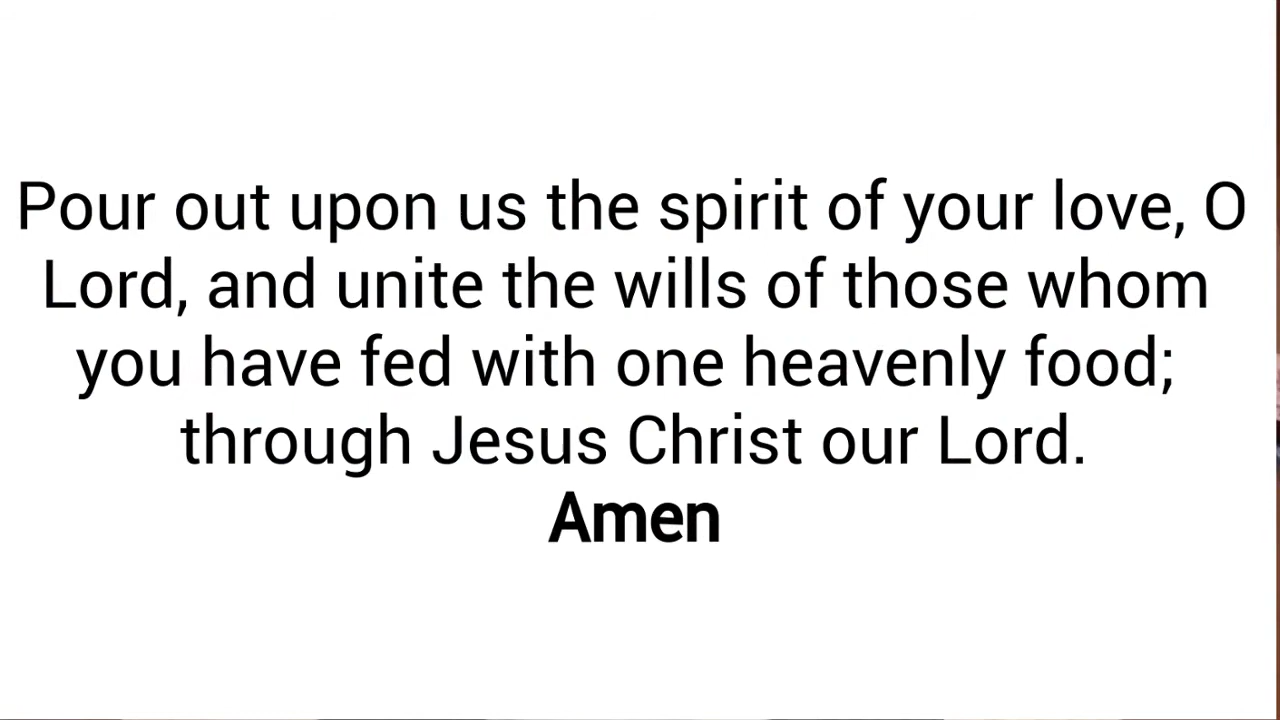 Pour out upon us the spirit of your love, O
Lord, and unite the wills of those whom
you have fed with one heavenly food;
through Jesus Christ our Lord.
Amen